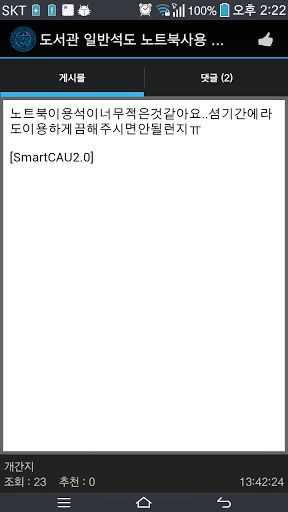 SKT 100% 오후 2:22
도서관 일반석도 노트북사용 ...
게시물 댓글 (2)
노트북이용석이너무적은것같아요..셤기간에라
도이용하게끔해주시면안될런지ㅠ
[SmartCAU2.0]
개간지
조회 : 23 추천 : 0 13:42:24